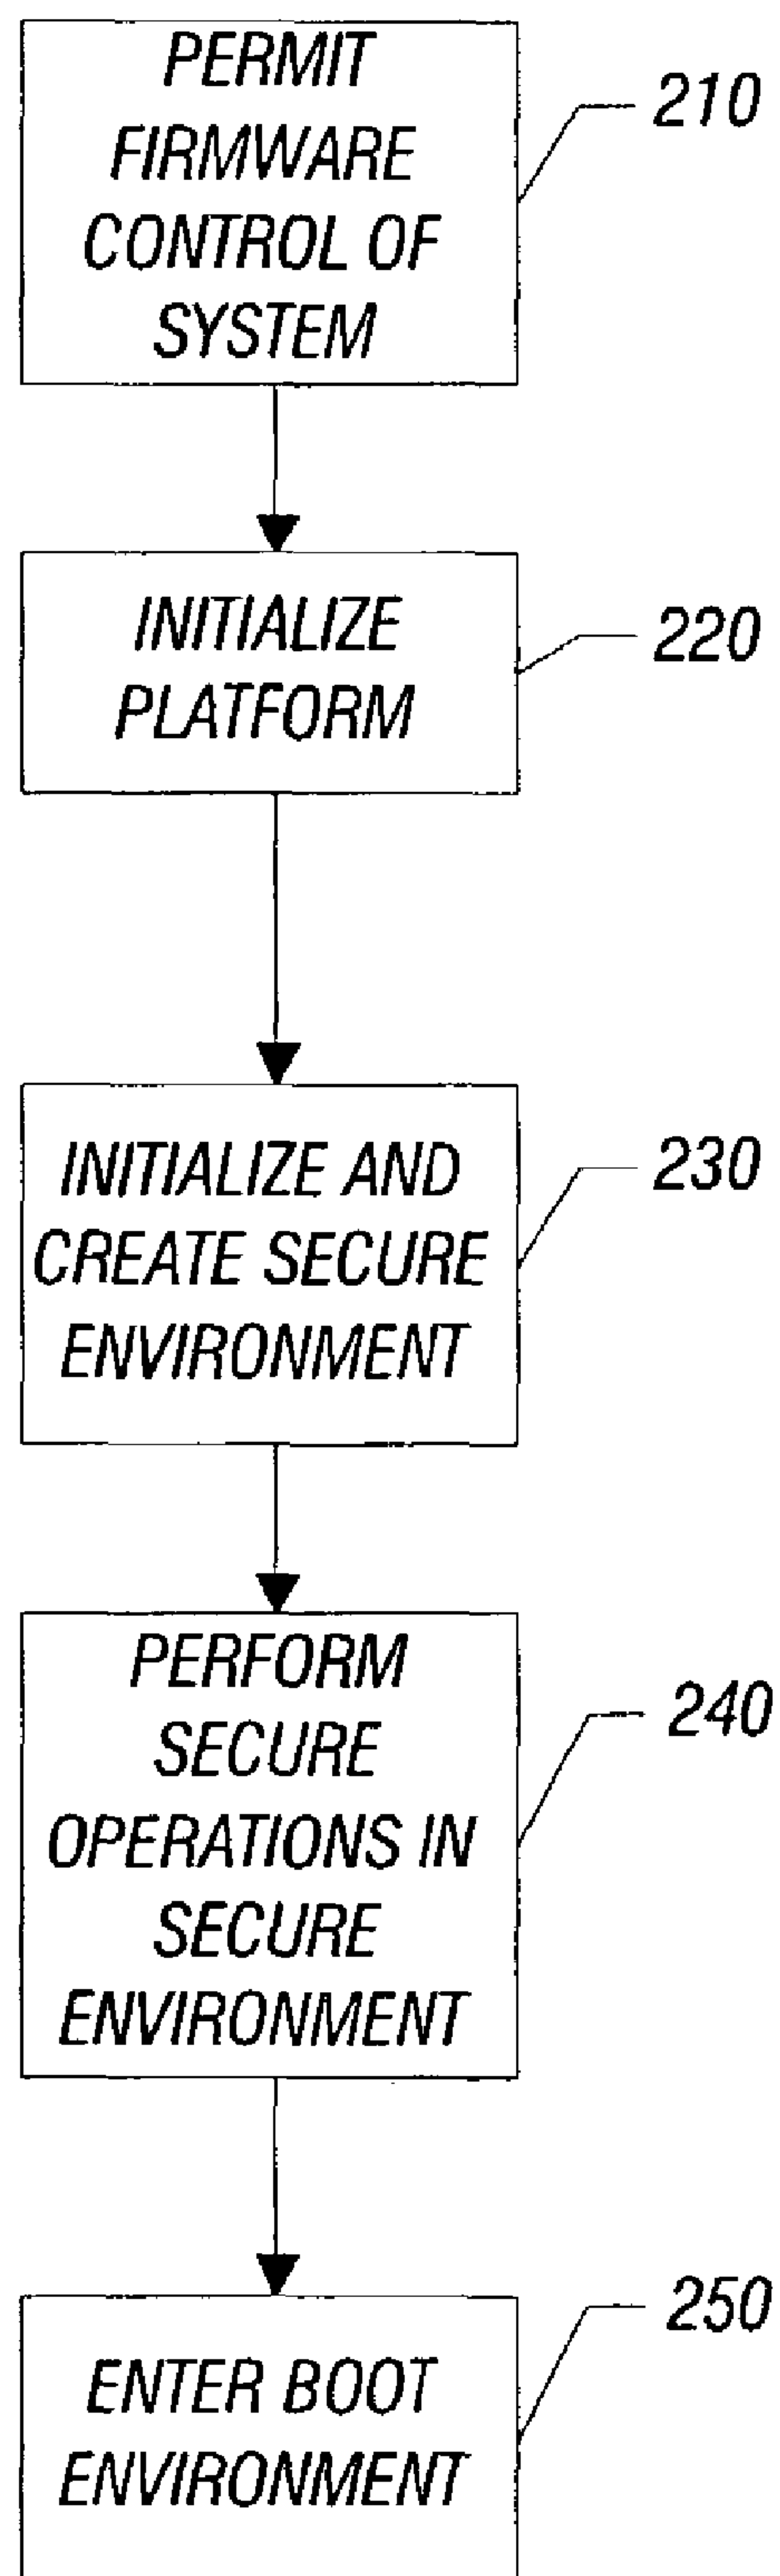 PERMIT
FIRMWARE
CONTROL OF
SYSTEM
210
INITIALIZE
PLATFORM
220
INITIALIZE AND
CREATE SECURE
ENVIRONMENT
230
PERFORM
SECURE
OPERATIONS IN
SECURE
ENVIRONMENT
240
ENTER BOOT
ENVIRONMENT
250